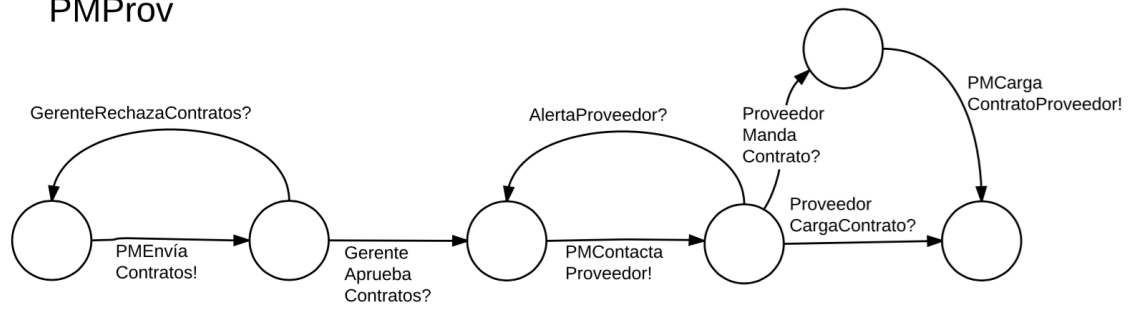 PMProv
GerenteRechazaContratos?
AlertaProveedor?
Proveedor
Manda
Contrato?
PMCarga
ContratoProveedor!
PMEnvía
Contratos!
Gerente
Aprueba
Contratos?
PMContacta
Proveedor!
Proveedor
CargaContrato?